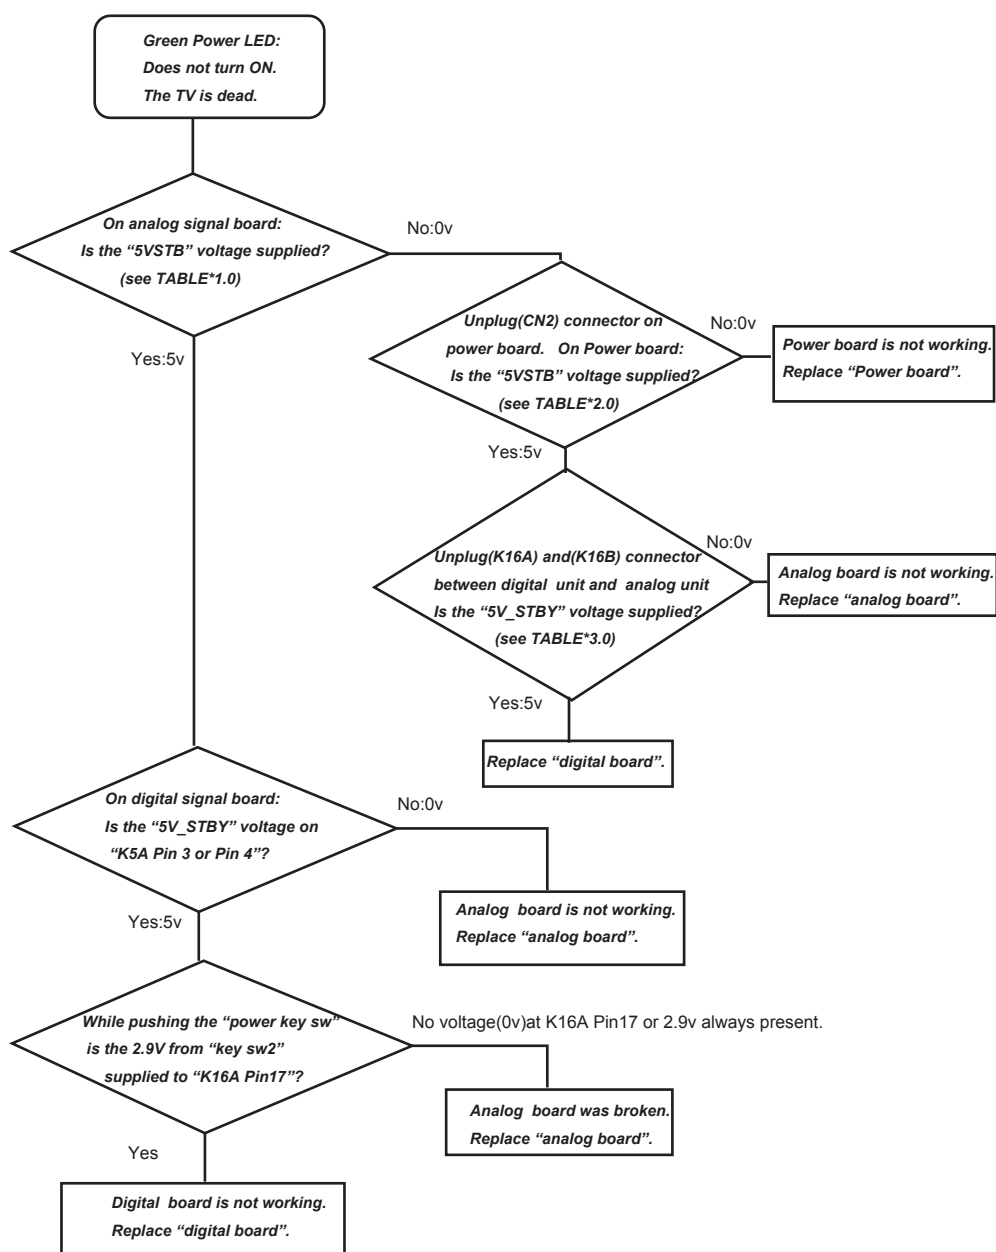 Green Power LED:
Does not turn ON.
The TV is dead.
On analog signal board:
Is the “5VSTB” voltage supplied?
(see TABLE*1.0)
No:0v
Yes:5v
Unplug(CN2) connector on
power board. On Power board:
Is the “5VSTB” voltage supplied?
(see TABLE*2.0)
No:0v
Power board is not working.
Replace “Power board”.
Yes:5v
Unplug(K16A) and(K16B) connector
between digital unit and analog unit
Is the “5V_STBY” voltage supplied?
(see TABLE*3.0)
No:0v
Analog board is not working.
Replace “analog board”.
Yes:5v
Replace “digital board”.
On digital signal board:
Is the “5V_STBY” voltage on
“K5A Pin 3 or Pin 4”?
No:0v
Analog board is not working.
Replace “analog board”.
Yes:5v
While pushing the “power key sw”
is the 2.9V from “key sw2”
supplied to “K16A Pin17”?
No voltage(0v)at K16A Pin17 or 2.9v always present.
Analog board was broken.
Replace “analog board”.
Yes
Digital board is not working.
Replace “digital board”.